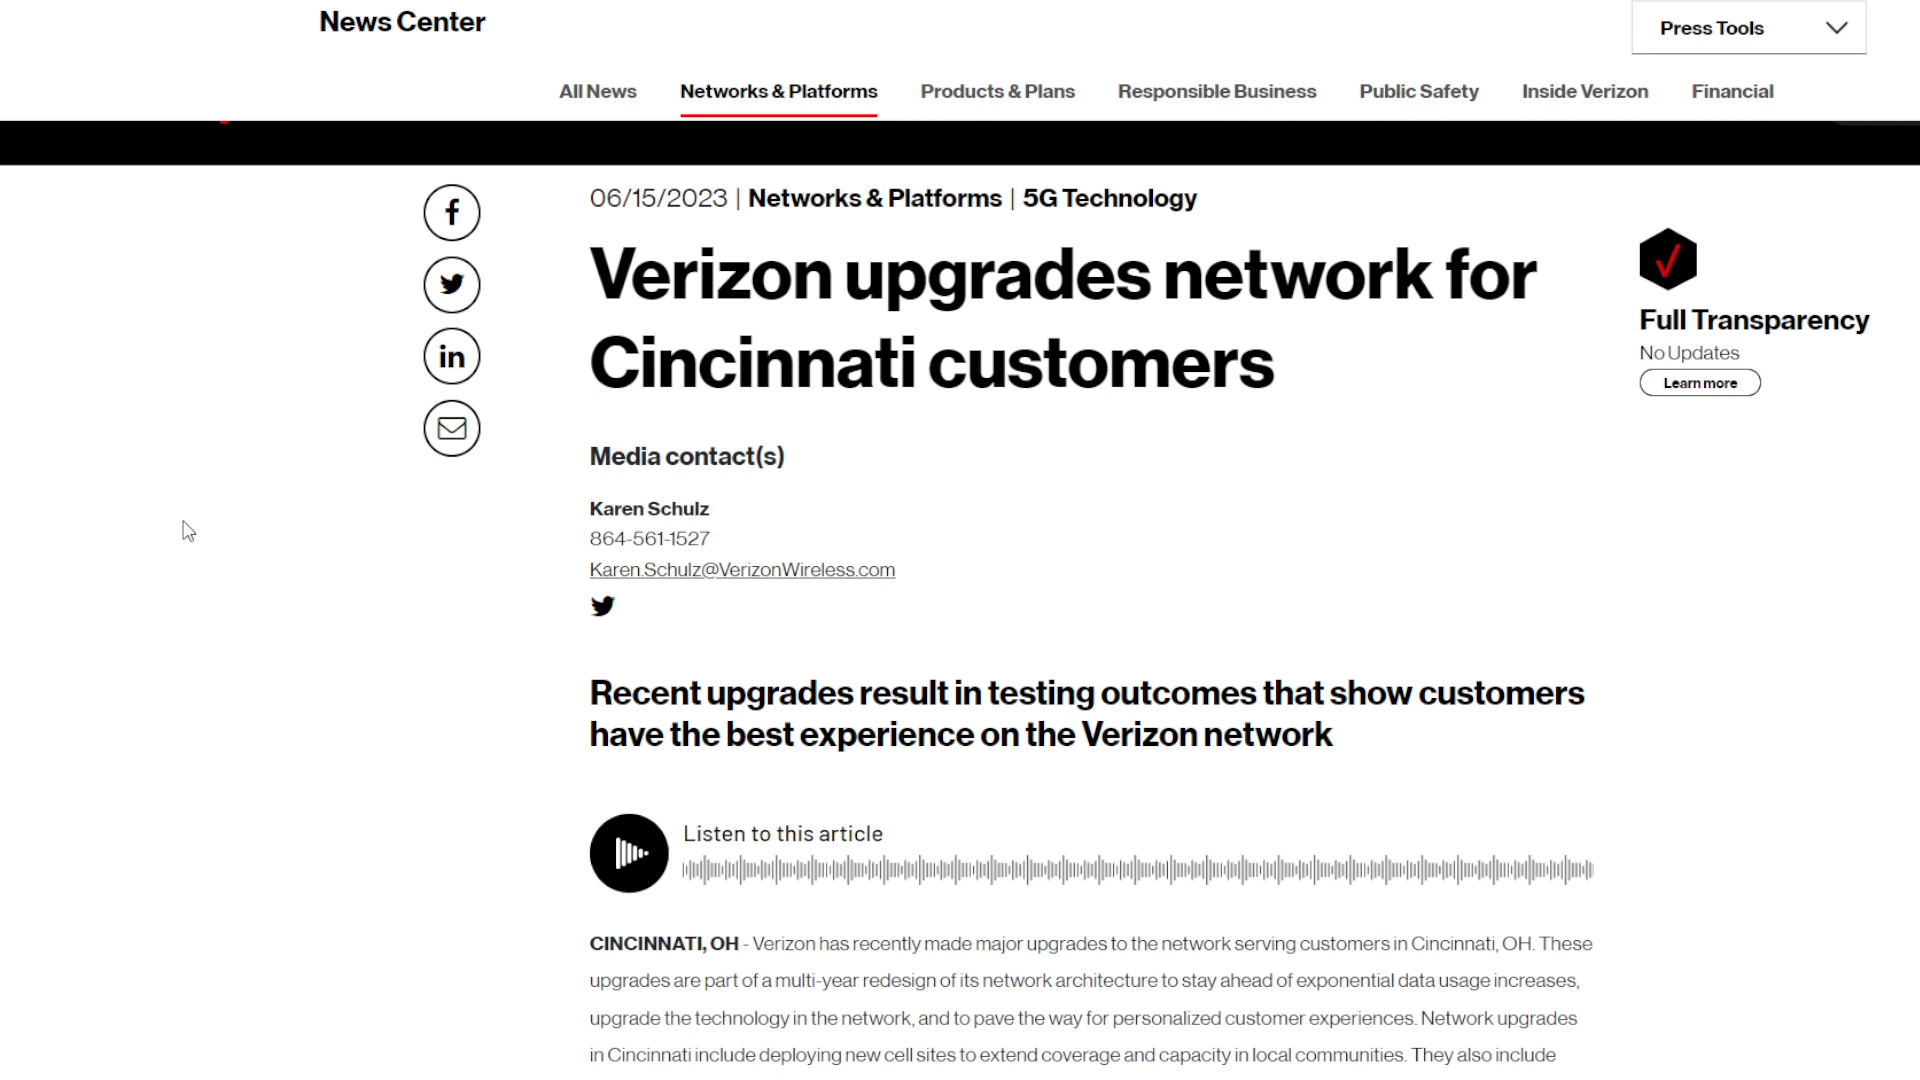 News Center
Press Tools
All News Networks & Platforms Products & Plans Responsible Business Public Safety Inside Verizon Financial
06/15/2023 | Networks & Platforms | 5G Technology
Verizon upgrades network for
Cincinnati customers
Full Transparency
No Updates
Learn more
Media contact(s)
Karen Schulz
864-561-1527
Karen.Schulz@VerizonWireless.com
Recent upgrades result in testing outcomes that show customers
have the best experience on the Verizon network
Listen to this article
CINCINNATI, OH - Verizon has recently made major upgrades to the network serving customers in Cincinnati, OH. These
upgrades are part of a multi-year redesign of its network architecture to stay ahead of exponential data usage increases,
upgrade the technology in the network, and to pave the way for personalized customer experiences. Network upgrades
in Cincinnati include deploying new cell sites to extend coverage and capacity in local communities. They also include